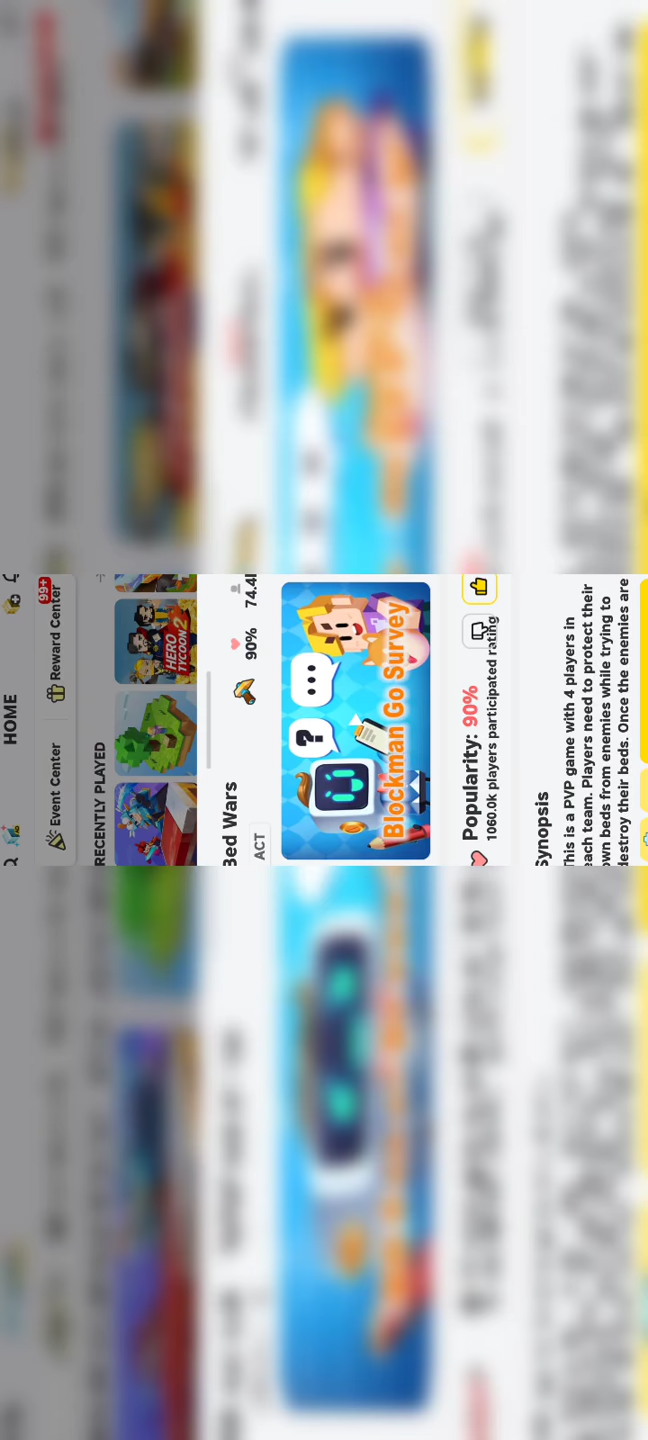 HOME
Event Center
Reward Center
99+
RECENTLY PLAYED
HERO
TYCOON
2
Bed Wars
ACT
90%
?
...
Blockman Go Survey
Popularity: 90%
1060.0k players participated rating
Synopsis
This is a PVP game with 4 players in
each team. Players need to protect their
own beds from enemies while trying to
destroy their beds. Once the enemies are